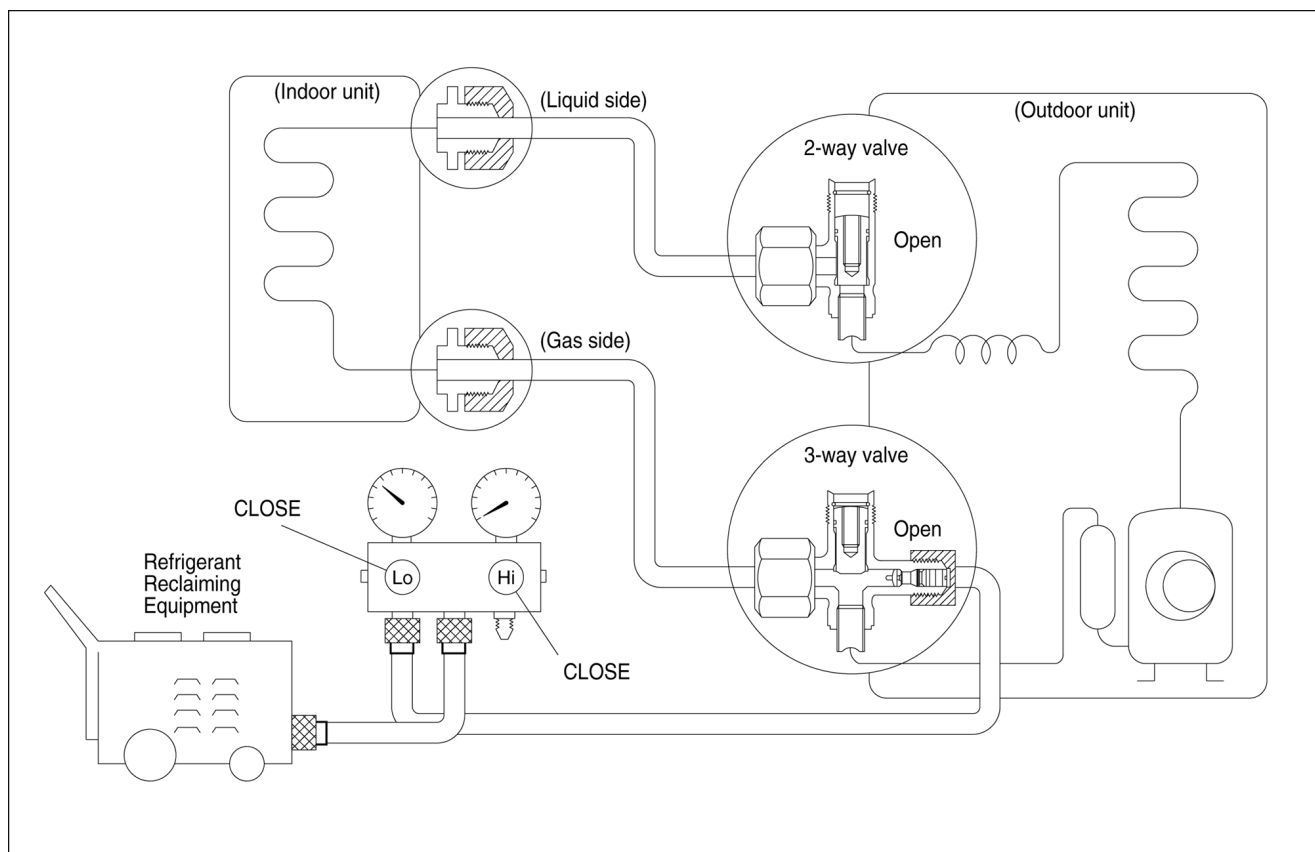 (Indoor unit)
(Liquid side)
(Outdoor unit)
2-way valve
Open
(Gas side)
3-way valve
Open
CLOSE
Refrigerant
Reclaiming
Equipment
Lo
Hi
CLOSE